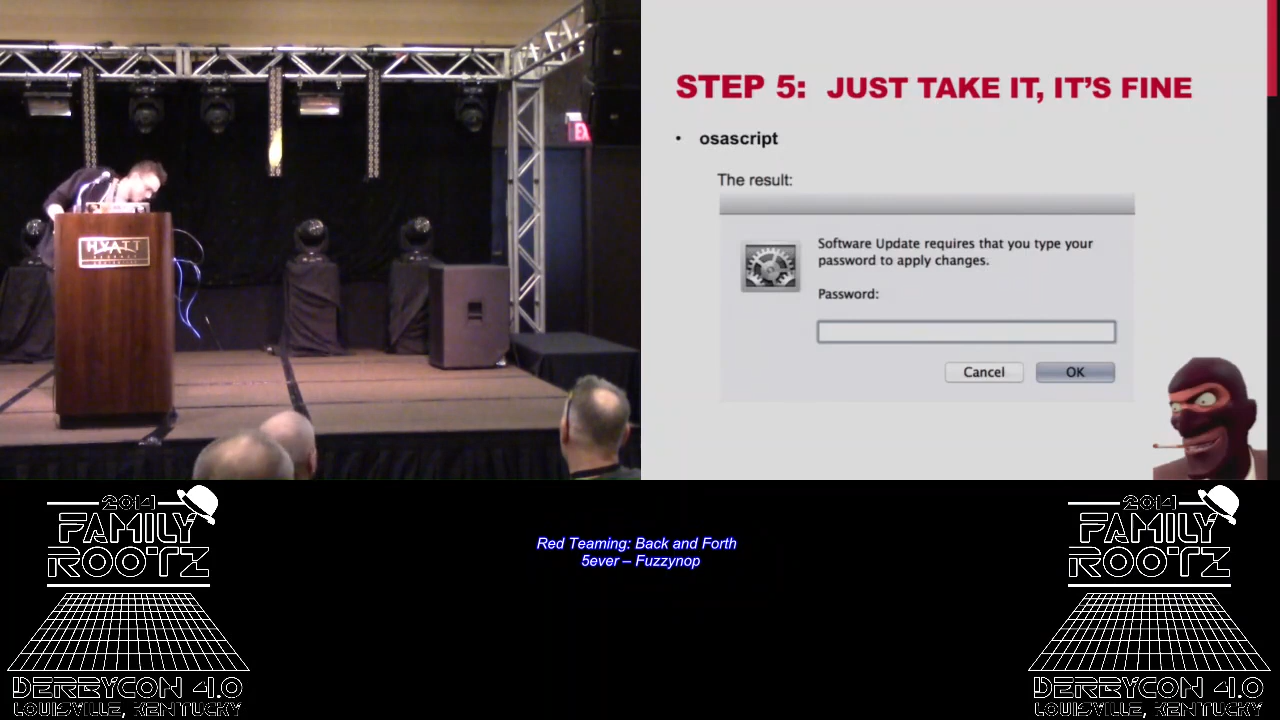 STEP 5: JUST TAKE IT, IT'S FINE
• osascript
The result:
Software Update requires that you type your
password to apply changes.
Password:
Cancel
OK
HYATT
2014
FAMILY
ROOTZ
DERBYCON 4.0
LOUISVILLE, KENTUCKY
Red Teaming: Back and Forth
5ever – Fuzzynop
2014
FAMILY
ROOTZ
DERBYCON 4.0
LOUISVILLE, KENTUCKY